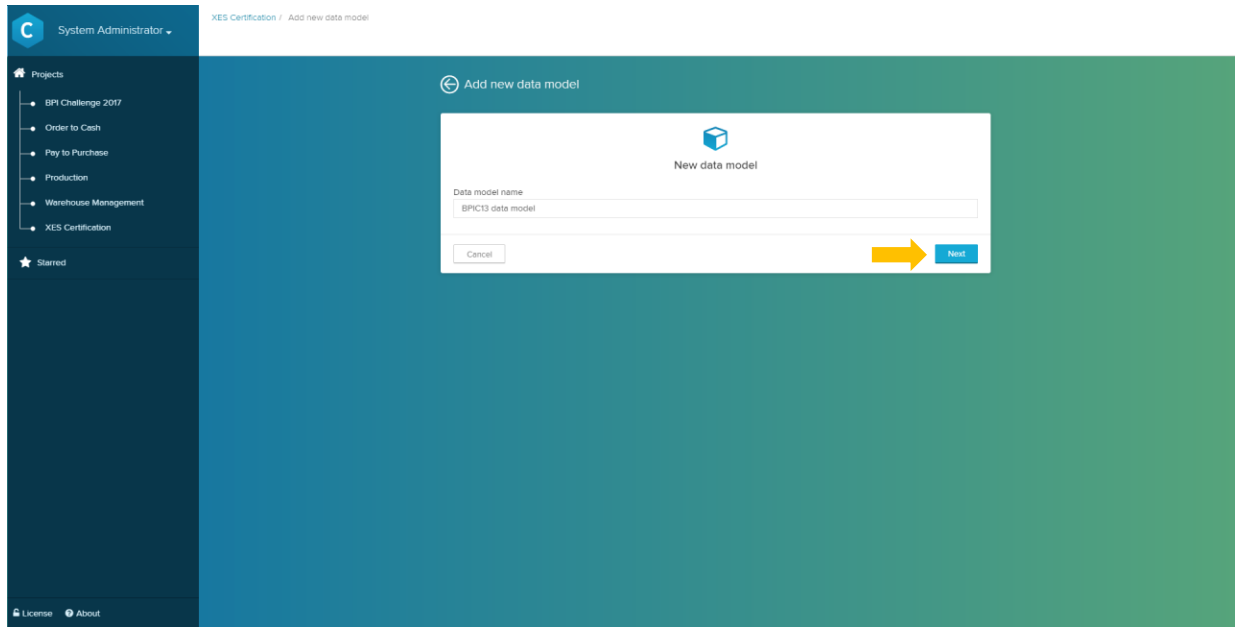 C
System Administrator
XES Certification / Add new data model
Projects
BPI Challenge 2017
Order to Cash
Pay to Purchase
Production
Warehouse Management
XES Certification
Starred
Add new data model
New data model
Data model name
BPIC13 data model
Cancel
Next
License
About